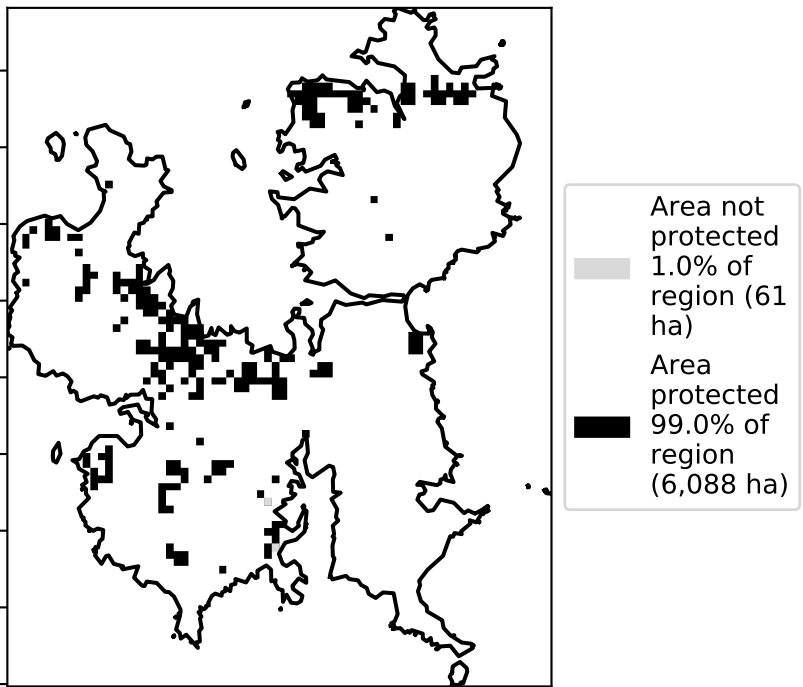 Area not
protected
1.0% of
region (61
ha)
Area
protected
99.0% of
region
(6,088 ha)